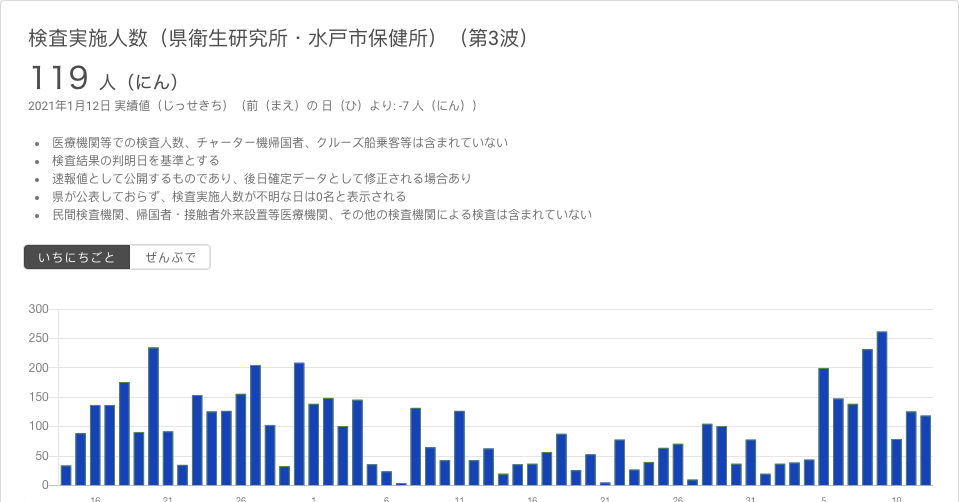 検査実施人数（県衛生研究所・水戸市保健所）（第3波）
119 人（にん）
2021年1月12日 実績値（じっせきち）（前（まえ）の 日（ひ）より: -7 人（にん））
• 医療機関等での検査人数、チャーター機帰国者、クルーズ船乗客等は含まれていない
• 検査結果の判明日を基準とする
• 速報値として公開するものであり、後日確定データとして修正される場合あり
• 県が公表しておらず、検査実施人数が不明な日は0名と表示される
• 民間検査機関、帰国者・接触者外来設置等医療機関、その他の検査機関による検査は含まれていない
いちにちごと ぜんぶで
300
250
200
150
100
50
0
16 21 26 1 6 11 16 21 26 31 5 10